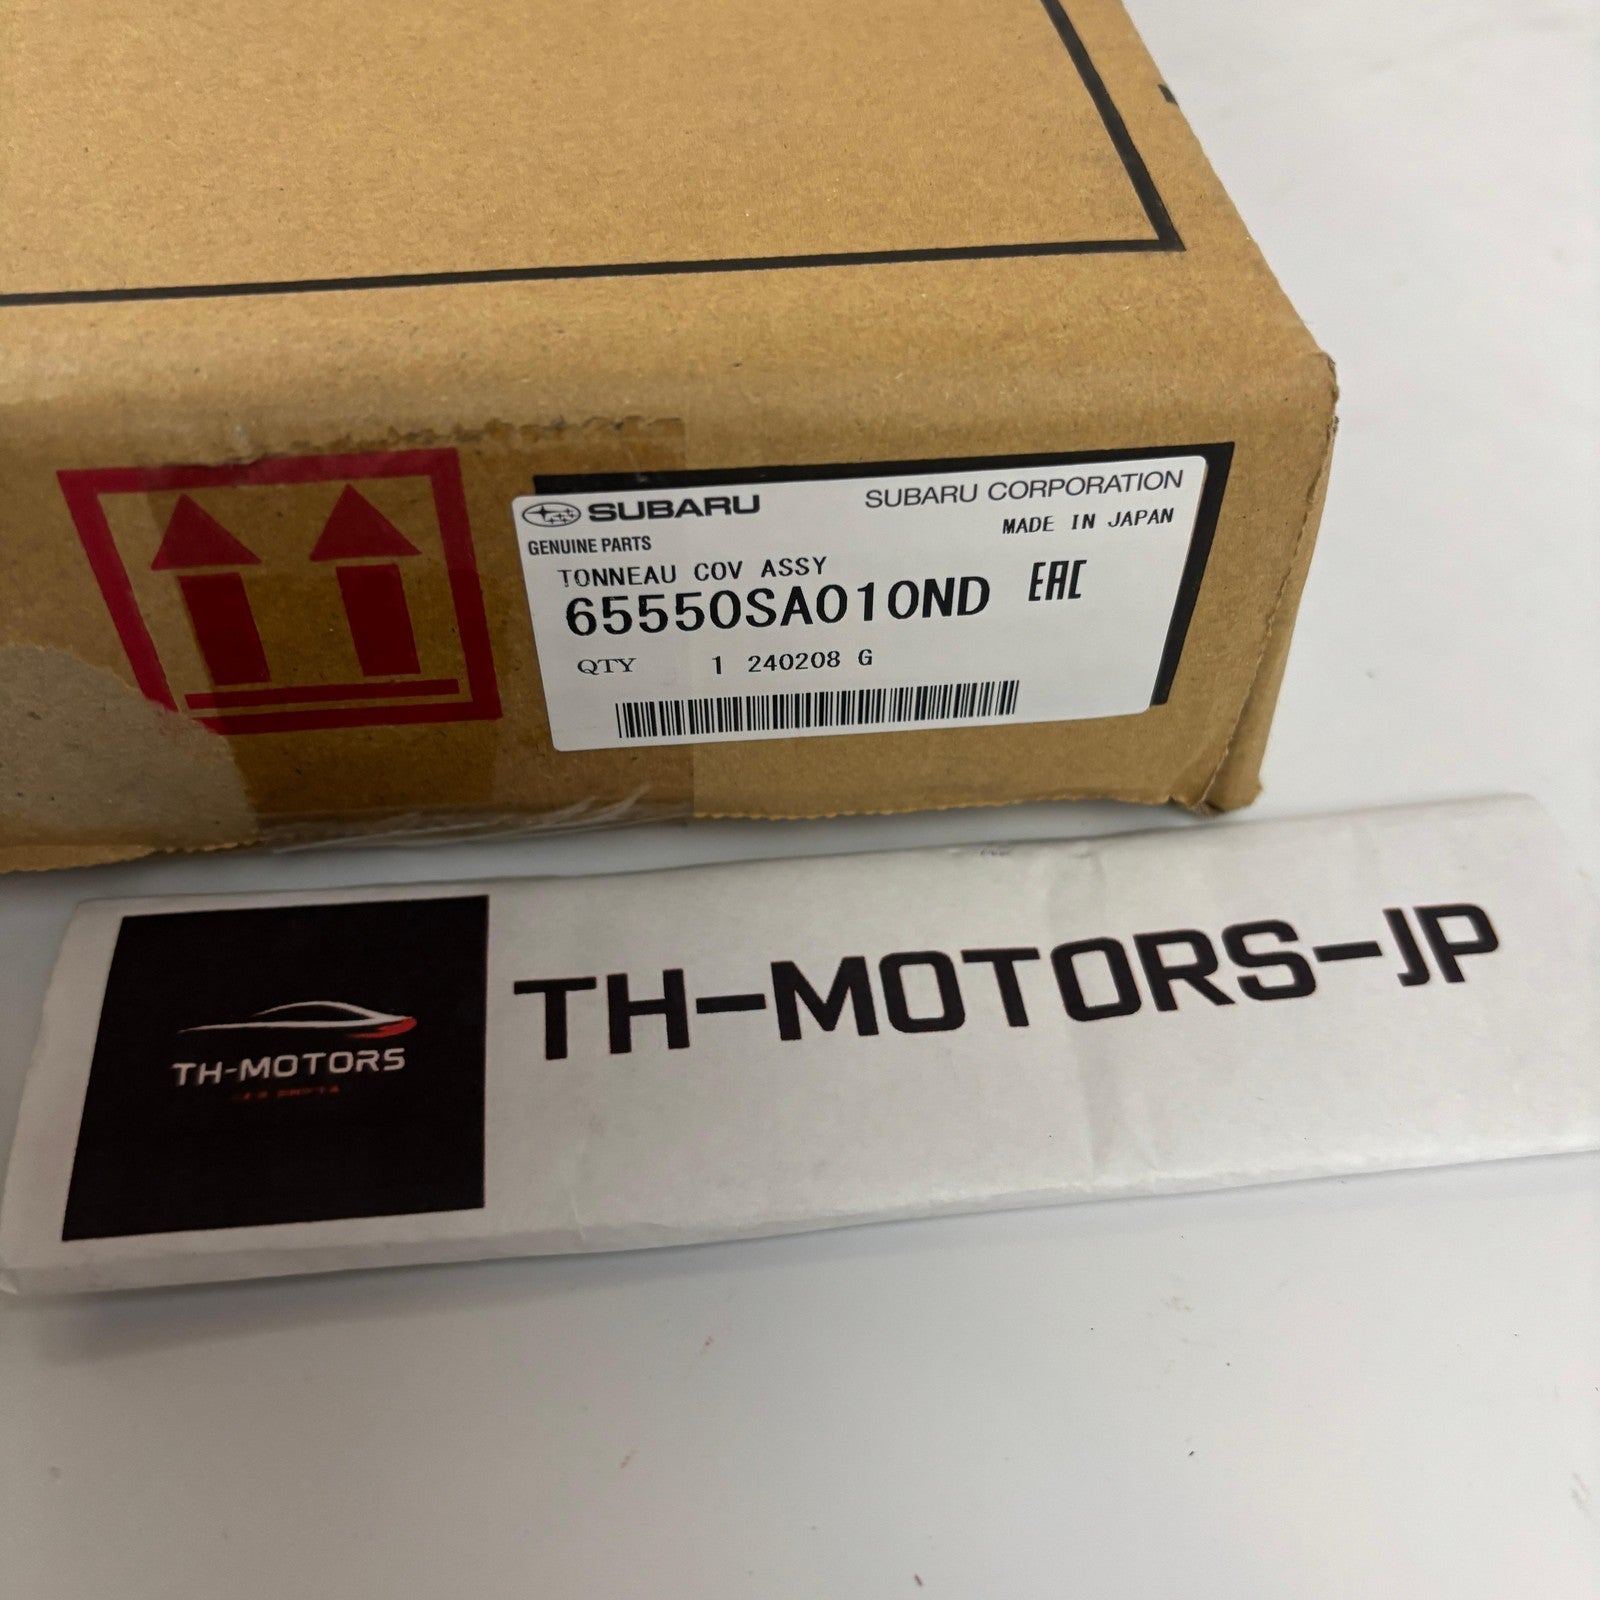 SUBARU
SUBARU CORPORATION
GENUINE PARTS
MADE IN JAPAN
TONNEAU COV ASSY
65550SA010ND
EAC
QTY 1 240208 G
TH-MOTORS-JP
TH-MOTORS